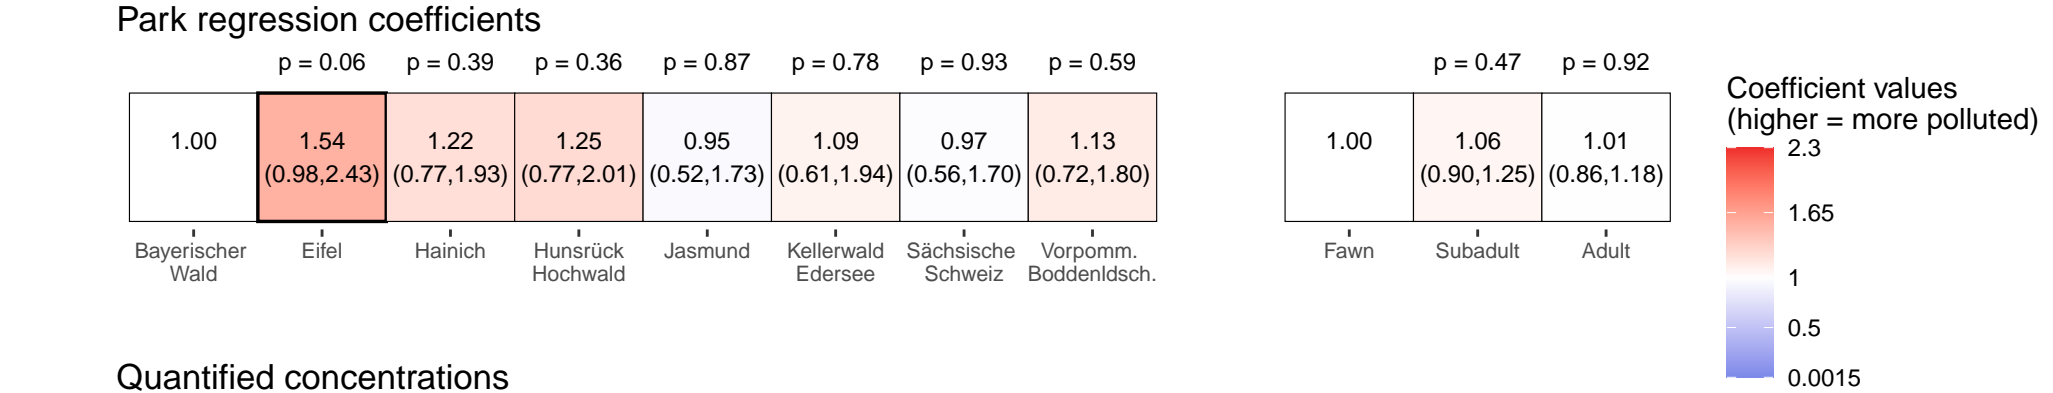 Park regression coefficients
p = 0.06 p = 0.39 p = 0.36 p = 0.87 p = 0.78 p = 0.93 p = 0.59 p = 0.47 p = 0.92
1.00 1.54 1.22 1.25 0.95 1.09 0.97 1.13 1.00 1.06 1.01
(0.98,2.43) (0.77,1.93) (0.77,2.01) (0.52,1.73) (0.61,1.94) (0.56,1.70) (0.72,1.80) (0.90,1.25) (0.86,1.18)
Bayerischer Eifel Hainich Hunsrück Jasmund Kellerwald Sächsische Vorpomm. Fawn Subadult Adult
Wald Hochwald Edersee Schweiz Boddenldsch.
Coefficient values
(higher = more polluted)
2.3
1.65
1
0.5
0.0015
Quantified concentrations